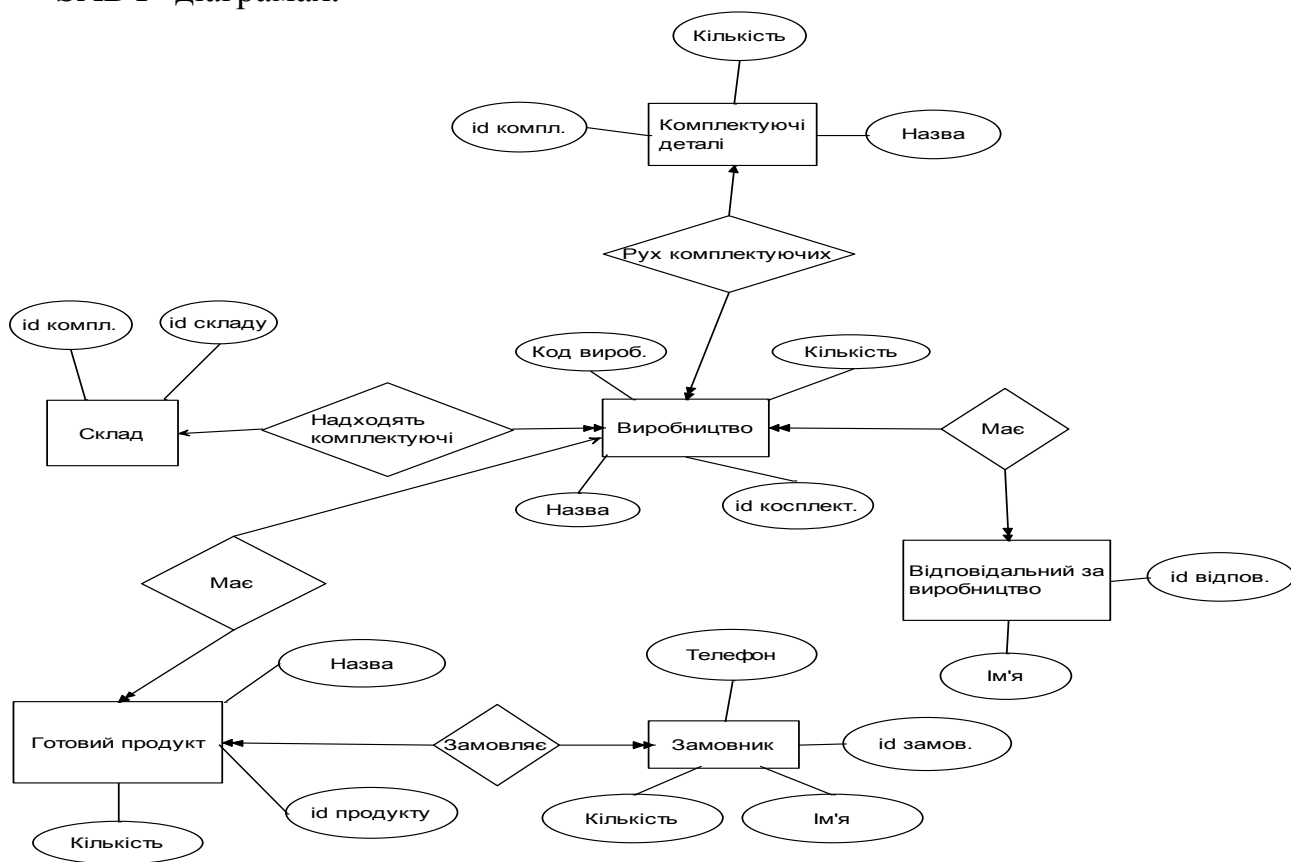 Кількість
id компл.
Комплектуючі
деталі
Назва
Рух комплектуючих
id компл.
id складу
Код вироб.
Кількість
Склад
Надходять
комплектуючі
Виробництво
Має
Назва
id косплект.
Має
Відповідальний за
виробництво
id відпов.
Ім'я
Назва
Телефон
Готовий продукт
Замовляє
Замовник
id замов.
id продукту
Кількість
Ім'я
Кількість